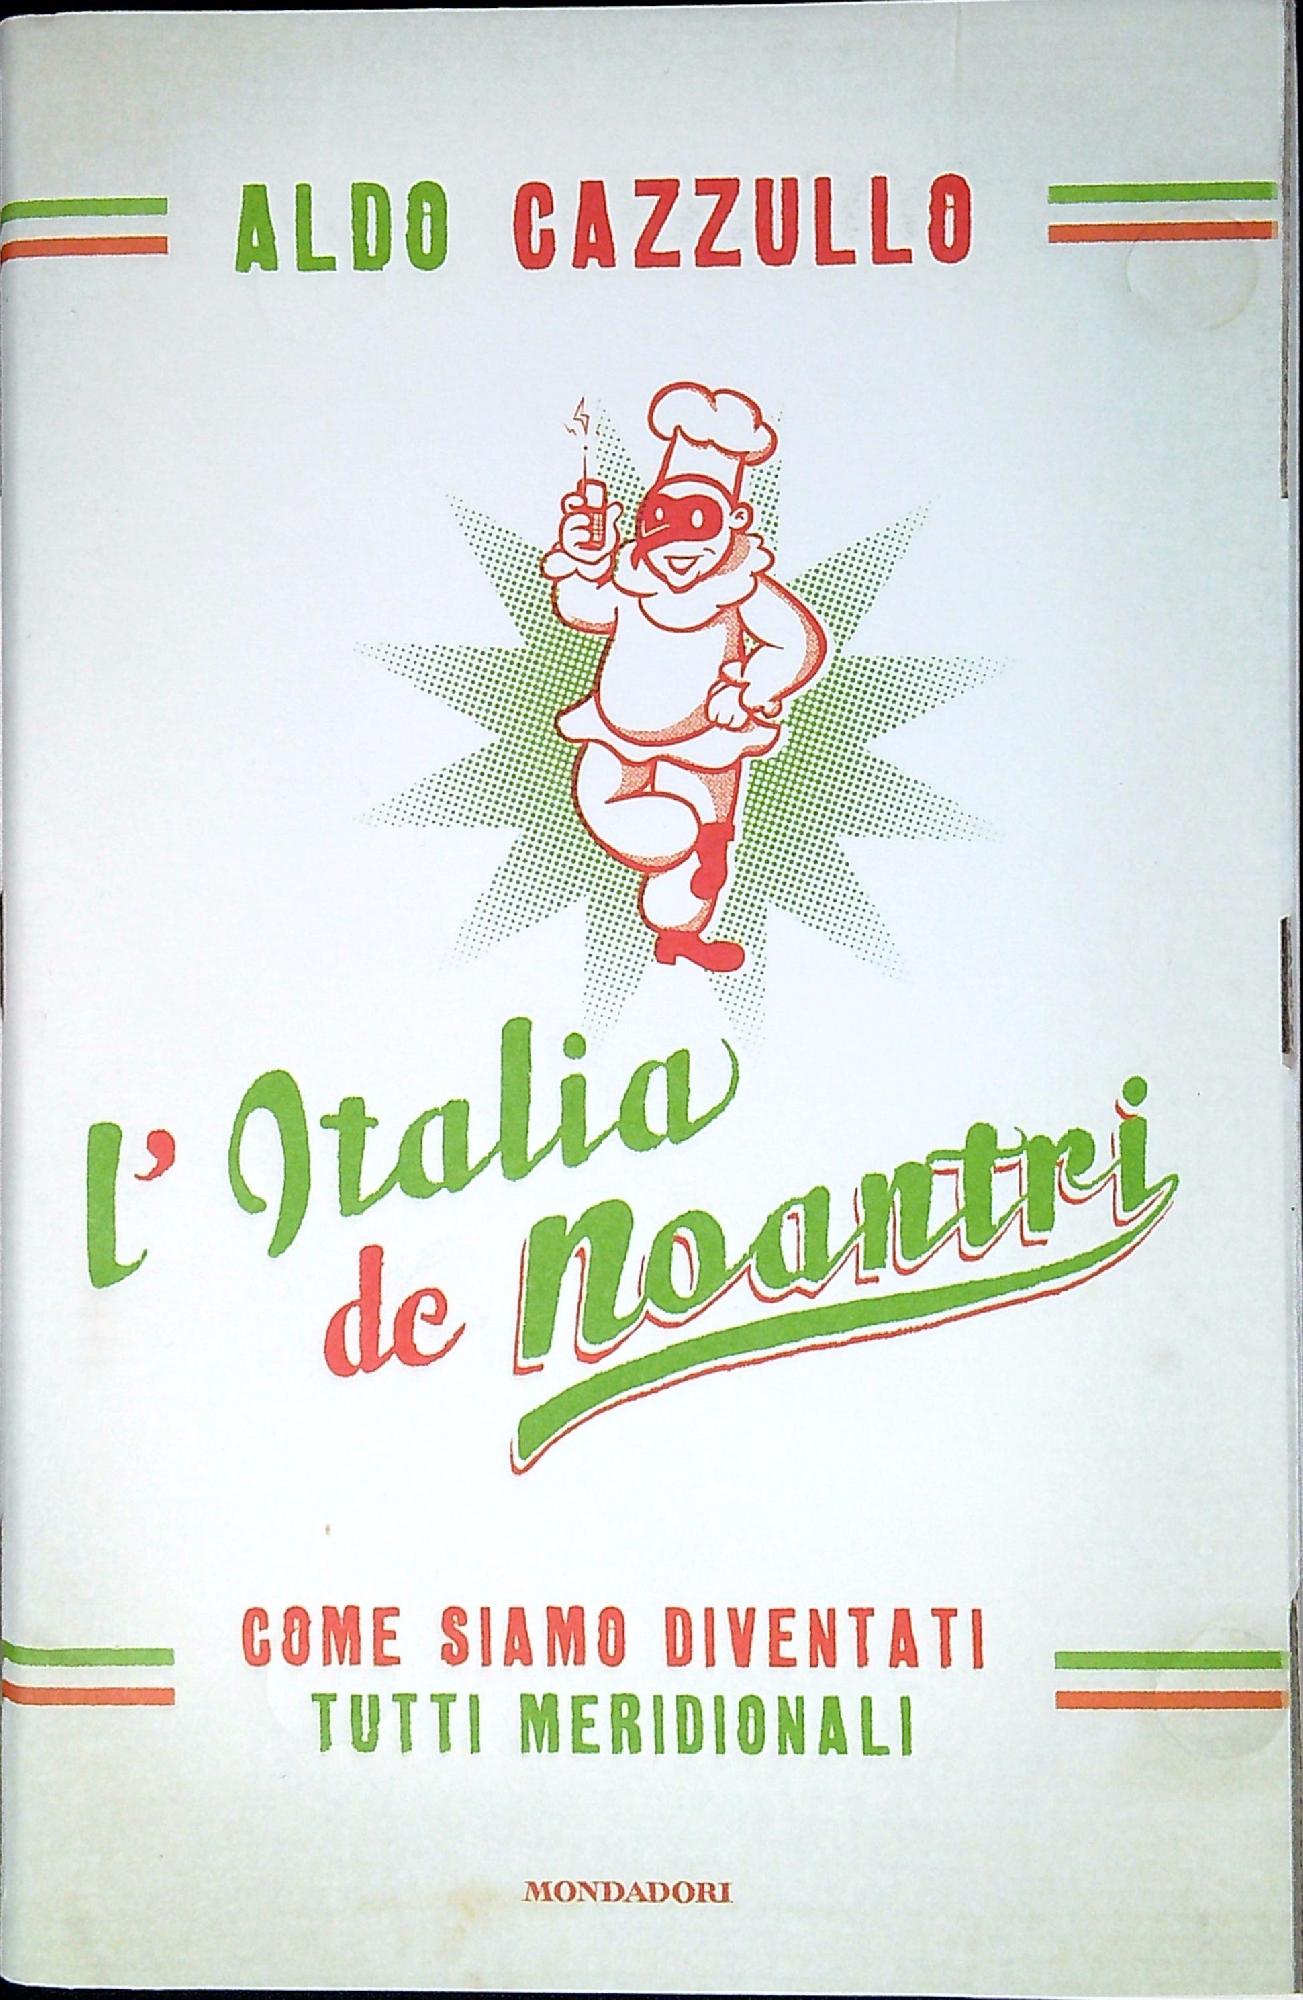 ALDO CAZZULLO
l'Italia
de noantri
COME SIAMO DIVENTATI
TUTTI MERIDIONALI
MONDADORI